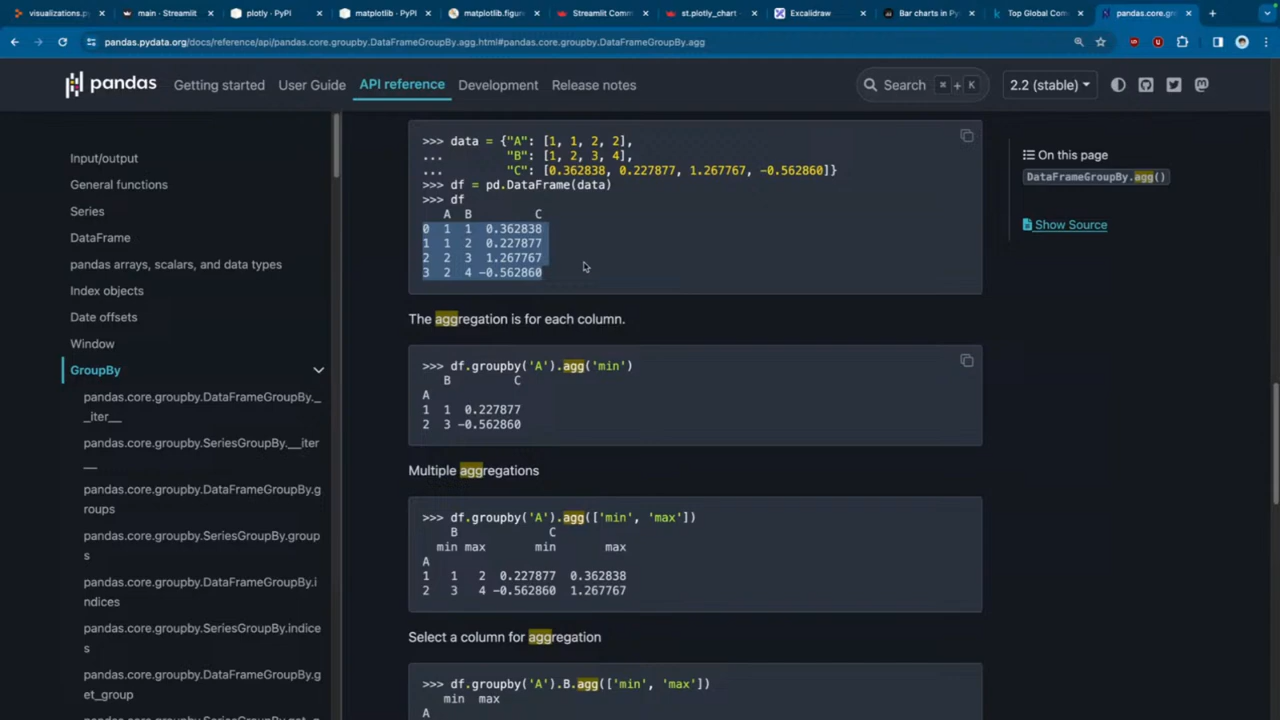 visualizations.py
main · Streamlit
plotly · PyPI
matplotlib · PyPI
matplotlib.figur
Streamlit Comm
st.plotly_chart
Excalidraw
Bar charts in Py
Top Global Com
pandas.core.gr
pandas.pydata.org/docs/reference/api/pandas.core.groupby.DataFrameGroupBy.agg.html#pandas.core.groupby.DataFrameGroupBy.agg
pandas
Getting started
User Guide
API reference
Development
Release notes
Search ⌘ + K
2.2 (stable)
Input/output
General functions
Series
DataFrame
pandas arrays, scalars, and data types
Index objects
Date offsets
Window
GroupBy
pandas.core.groupby.DataFrameGroupBy._
_iter__
pandas.core.groupby.SeriesGroupBy.__iter
__
pandas.core.groupby.DataFrameGroupBy.g
roups
pandas.core.groupby.SeriesGroupBy.group
s
pandas.core.groupby.DataFrameGroupBy.i
ndices
pandas.core.groupby.SeriesGroupBy.indice
s
pandas.core.groupby.DataFrameGroupBy.g
et_group
>>> data = {"A": [1, 1, 2, 2],
... "B": [1, 2, 3, 4],
... "C": [0.362838, 0.227877, 1.267767, -0.562860]}
>>> df = pd.DataFrame(data)
>>> df
A B C
0 1 1 0.362838
1 1 2 0.227877
2 2 3 1.267767
3 2 4 -0.562860
The aggregation is for each column.
>>> df.groupby('A').agg('min')
B C
A
1 1 0.227877
2 3 -0.562860
Multiple aggregations
>>> df.groupby('A').agg(['min', 'max'])
B C
min max min max
A
1 1 2 0.227877 0.362838
2 3 4 -0.562860 1.267767
Select a column for aggregation
>>> df.groupby('A').B.agg(['min', 'max'])
min max
A
On this page
DataFrameGroupBy.agg()
Show Source